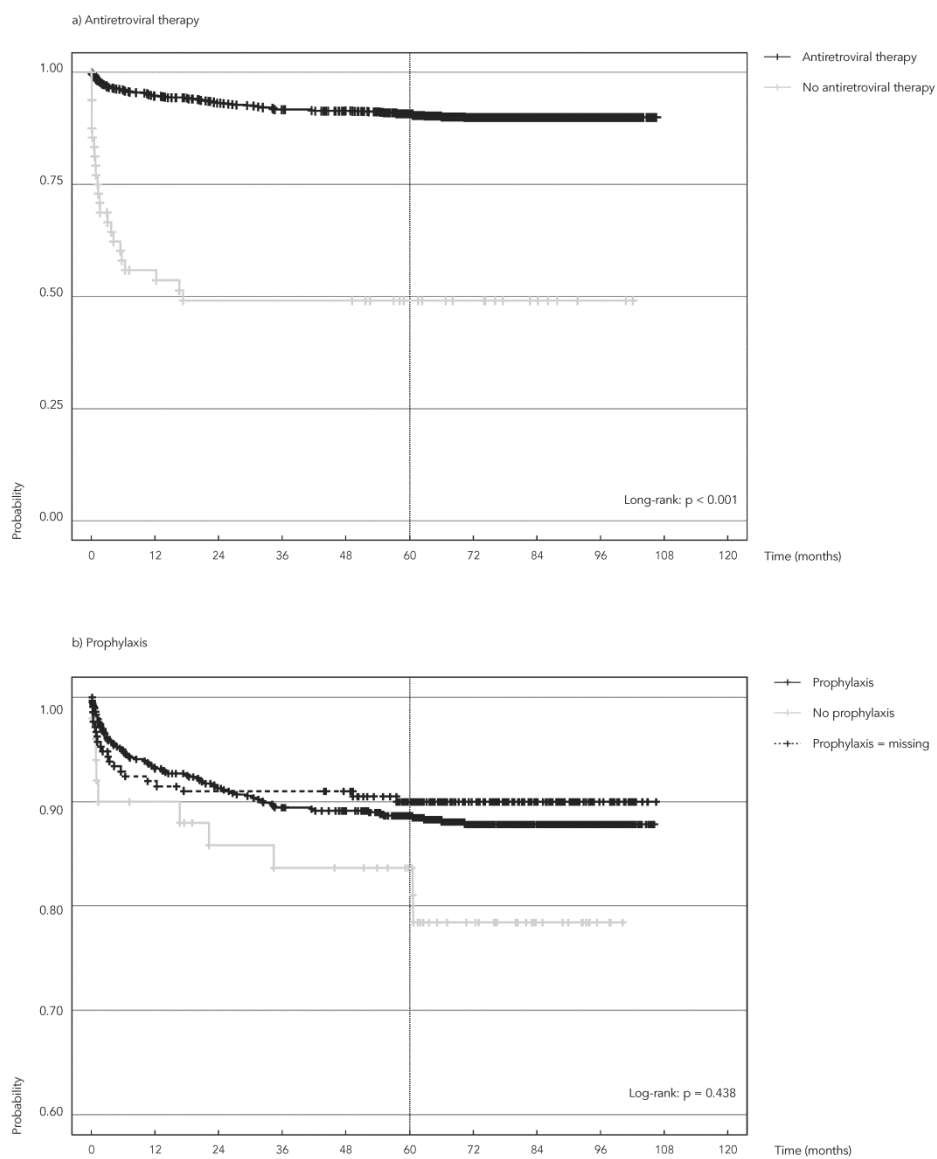 a) Antiretroviral therapy
Antiretroviral therapy
No antiretroviral therapy
1.00
0.75
0.50
0.25
0.00
Probability
Long-rank: p < 0.001
0 12 24 36 48 60 72 84 96 108 120
Time (months)
b) Prophylaxis
Prophylaxis
No prophylaxis
Prophylaxis = missing
1.00
0.90
0.80
0.70
0.60
Probability
Log-rank: p = 0.438
0 12 24 36 48 60 72 84 96 108 120
Time (months)